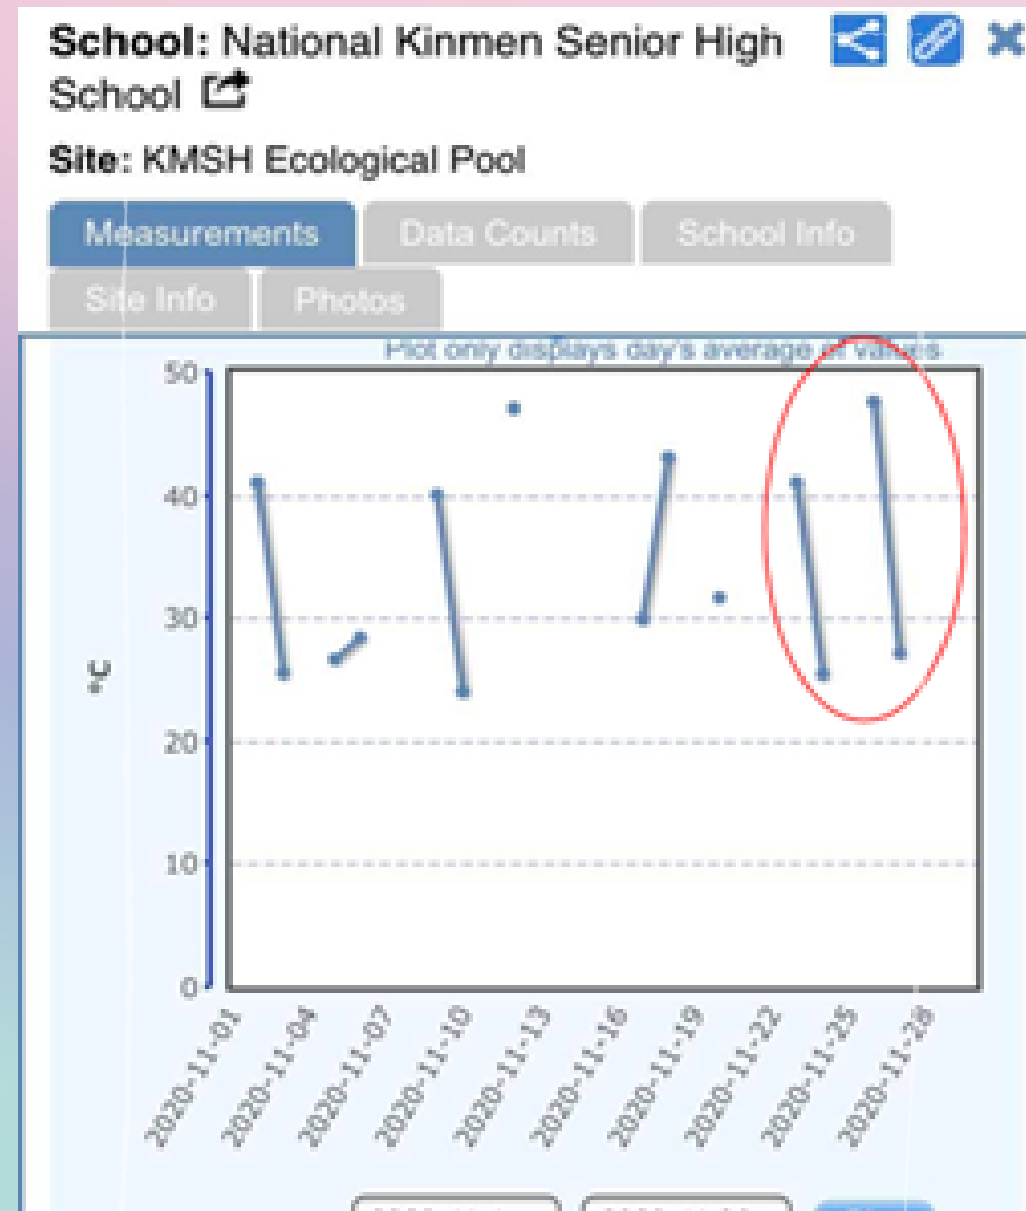 School: National Kinmen Senior High
School
Site: KMSH Ecological Pool
Measurements Data Counts School Info
Site Info Photos
Plot only displays day's average of values
50
40
30
20
10
0
°C
2020-11-01 2020-11-04 2020-11-07 2020-11-10 2020-11-13 2020-11-16 2020-11-19 2020-11-22 2020-11-25 2020-11-28